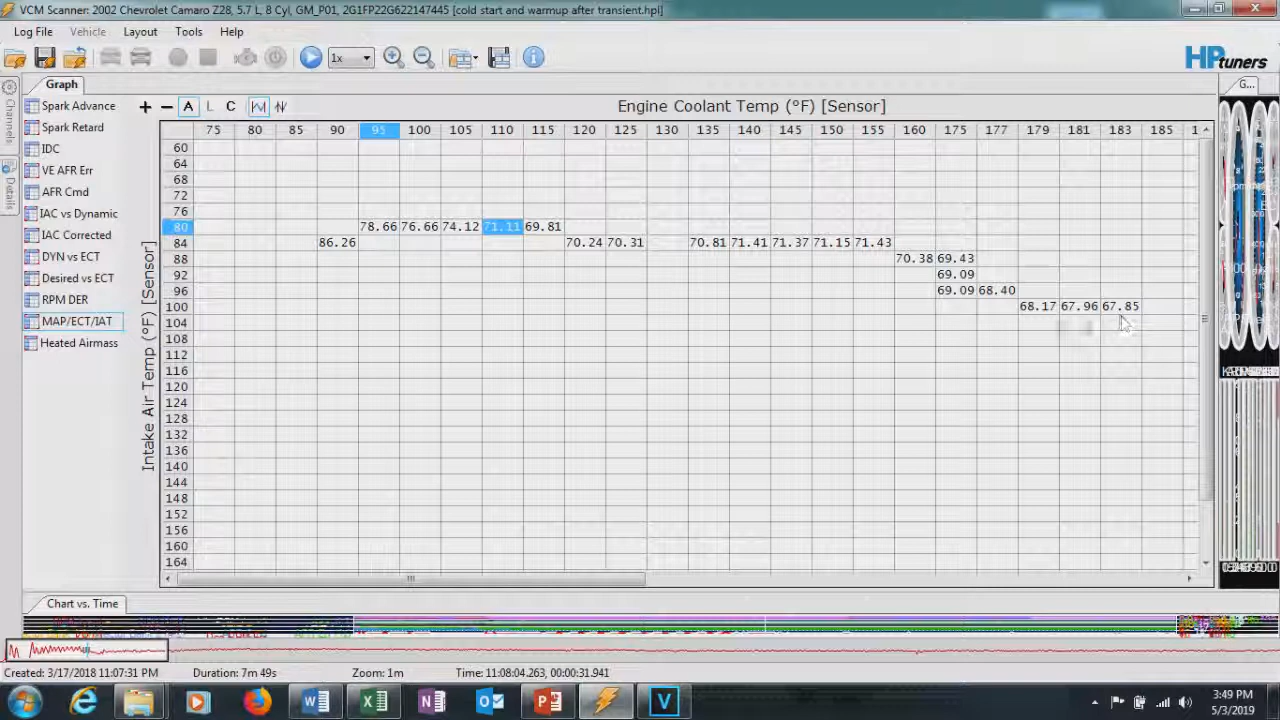 VCM Scanner: 2002 Chevrolet Camaro Z28, 5.7 L, 8 Cyl, GM_P01, 2G1FP22G622147445 [cold start and warmup after transient.hpl]
Log File Vehicle Layout Tools Help
1x
HPtuners
Graph
G...
Channels
Details
Spark Advance
Spark Retard
IDC
VE AFR Err
AFR Cmd
IAC vs Dynamic
IAC Corrected
DYN vs ECT
Desired vs ECT
RPM DER
MAP/ECT/IAT
Heated Airmass
A L C
Engine Coolant Temp (°F) [Sensor]
Intake Air Temp (°F) [Sensor]
75 80 85 90 95 100 105 110 115 120 125 130 135 140 145 150 155 160 175 177 179 181 183 185 1
60
64
68
72
76
80 78.66 76.66 74.12 71.11 69.81
84 86.26 70.24 70.31 70.81 71.41 71.37 71.15 71.43
88 70.38 69.43
92 69.09
96 69.09 68.40
100 68.17 67.96 67.85
104
108
112
116
120
124
128
132
136
140
144
148
152
156
160
164
Chart vs. Time
Created: 3/17/2018 11:07:31 PM Duration: 7m 49s Zoom: 1m Time: 11:08:04.263, 00:00:31.941
3:49 PM
5/3/2019